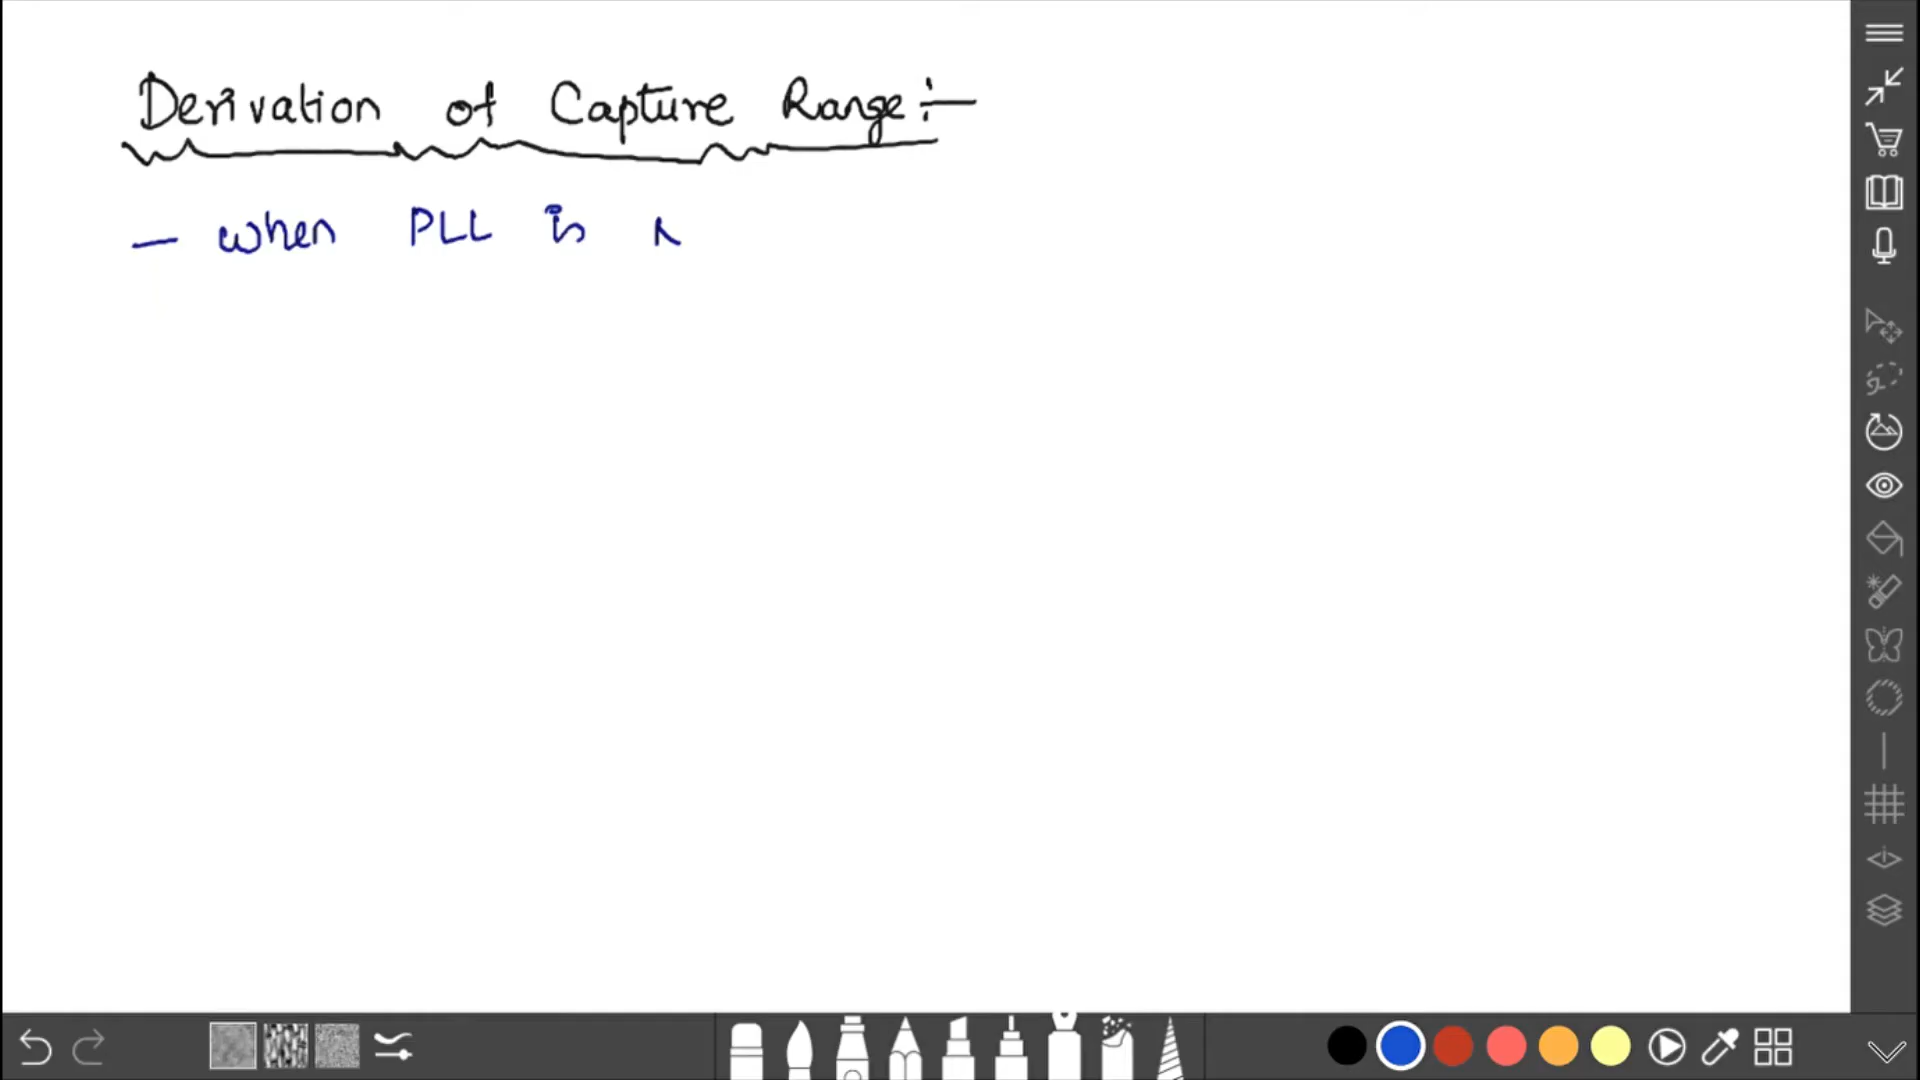 Derivation of Capture Range:-
- when PLL is